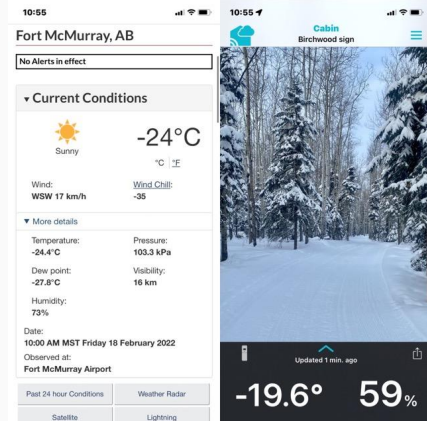 10:55
Fort McMurray, AB
No Alerts in effect
▾ Current Conditions
Sunny
-24°C
°C | °F
Wind:
WSW 17 km/h
Wind Chill:
-35
▼ More details
Temperature:
-24.4°C
Pressure:
103.3 kPa
Dew point:
-27.8°C
Visibility:
16 km
Humidity:
73%
Date:
10:00 AM MST Friday 18 February 2022
Observed at:
Fort McMurray Airport
Past 24 hour Conditions
Weather Radar
Satellite
Lightning
10:55
Cabin
Birchwood sign
Updated 1 min. ago
-19.6°
59%